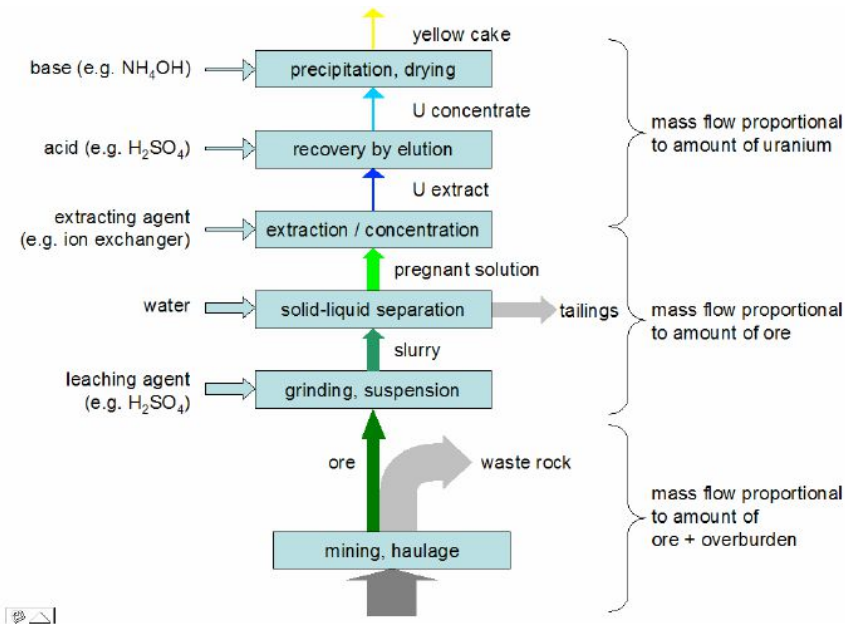 yellow cake
base (e.g. NH₄OH)
precipitation, drying
U concentrate
mass flow proportional
to amount of uranium
acid (e.g. H₂SO₄)
recovery by elution
U extract
extracting agent
(e.g. ion exchanger)
extraction / concentration
pregnant solution
water
solid-liquid separation
tailings
mass flow proportional
to amount of ore
slurry
leaching agent
(e.g. H₂SO₄)
grinding, suspension
ore
waste rock
mass flow proportional
to amount of
ore + overburden
mining, haulage